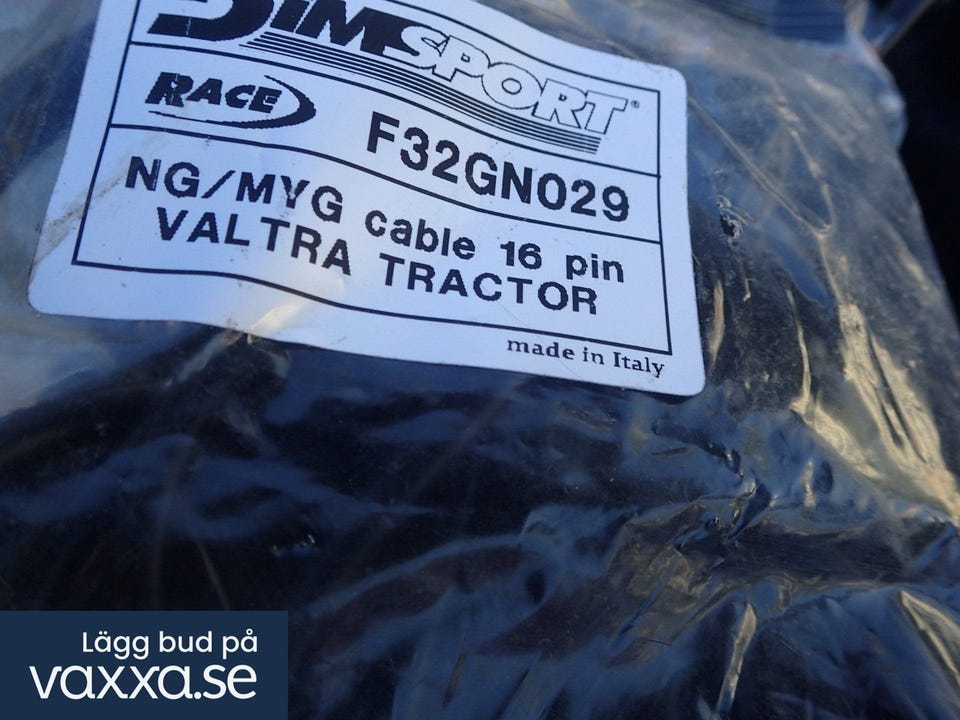 DIMSPORT®
RACE
F32GN029
NG/MYG cable 16 pin
VALTRA TRACTOR
made in Italy
Lägg bud på
vaxxa.se